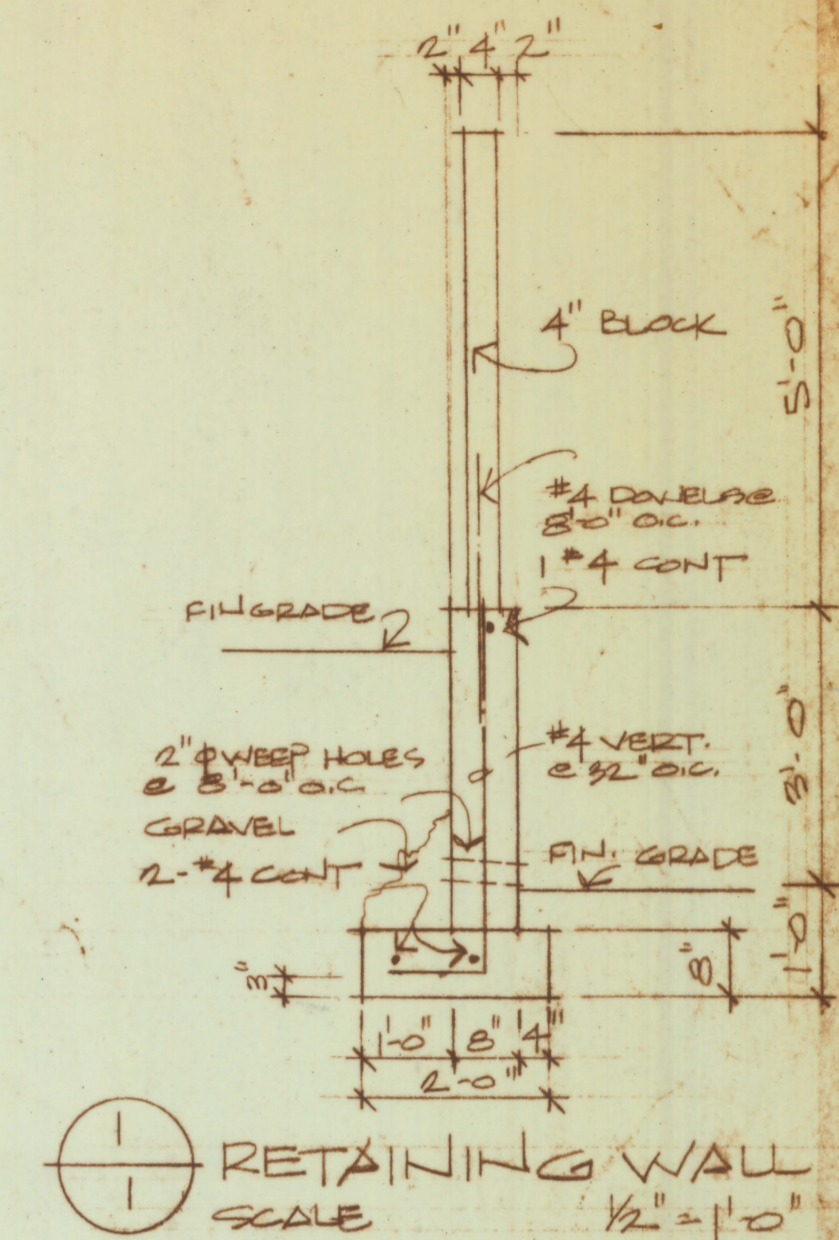 2" 4" 2"
4" BLOCK
5'-0"
#4 DOWELS @
8'-0" O.C.
1 #4 CONT
FIN GRADE
3'-0"
2" φ WEEP HOLES
@ 8'-0" O.C.
#4 VERT.
@ 32" O.C.
GRAVEL
FIN. GRADE
2-#4 CONT
1'-0"
8"
3"
1'-0" 8" 4"
2'-0"
1
1
RETAINING WALL
SCALE 1/2" = 1'-0"